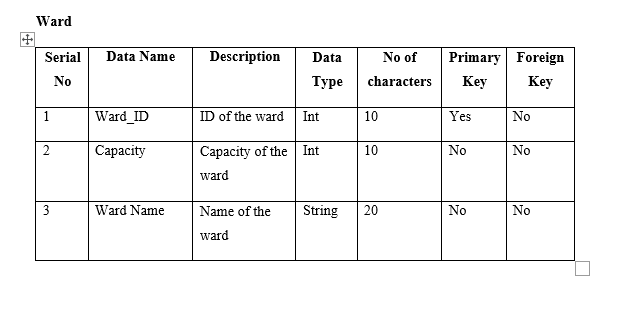 Ward
Serial No Data Name Description Data Type No of characters Primary Key Foreign Key
1 Ward_ID ID of the ward Int 10 Yes No
2 Capacity Capacity of the ward Int 10 No No
3 Ward Name Name of the ward String 20 No No